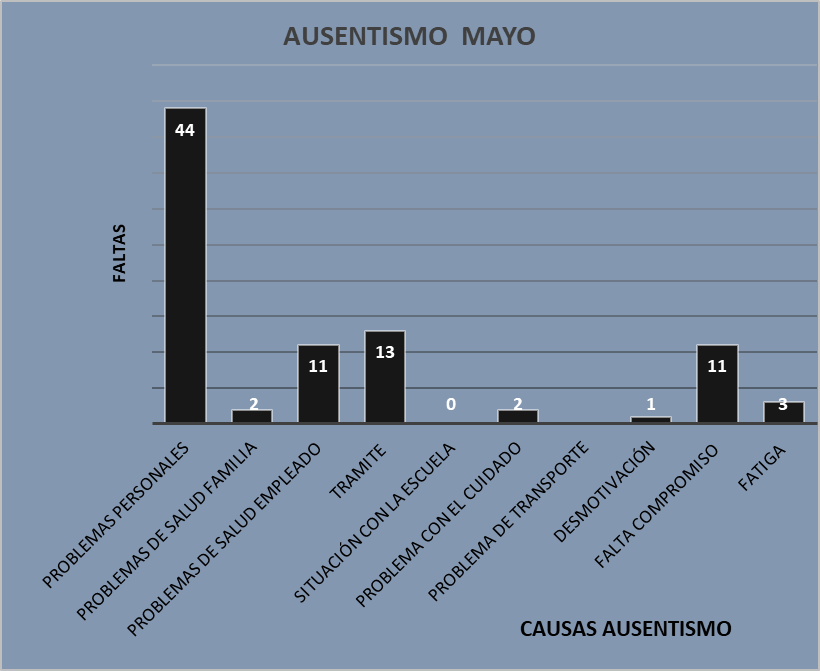 AUSENTISMO  MAYO
FALTAS
44
2
11
13
0
2
1
11
3
PROBLEMAS PERSONALES
PROBLEMAS DE SALUD FAMILIA
PROBLEMAS DE SALUD EMPLEADO
TRAMITE
SITUACIÓN CON LA ESCUELA
PROBLEMA CON EL CUIDADO
PROBLEMA DE TRANSPORTE
DESMOTIVACIÓN
FALTA COMPROMISO
FATIGA
CAUSAS AUSENTISMO